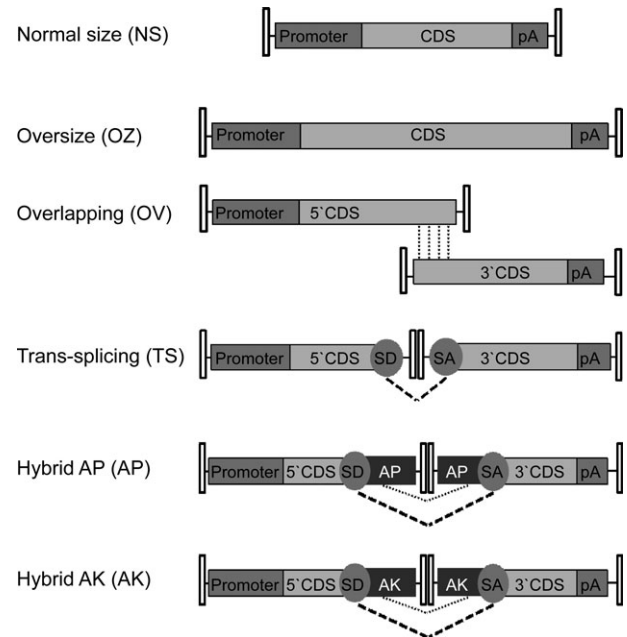 Normal size (NS)
Promoter CDS pA
Oversize (OZ)
Promoter CDS pA
Overlapping (OV)
Promoter 5`CDS
3`CDS pA
Trans-splicing (TS)
Promoter 5`CDS SD SA 3`CDS pA
Hybrid AP (AP)
Promoter 5`CDS SD AP AP SA 3`CDS pA
Hybrid AK (AK)
Promoter 5`CDS SD AK AK SA 3`CDS pA